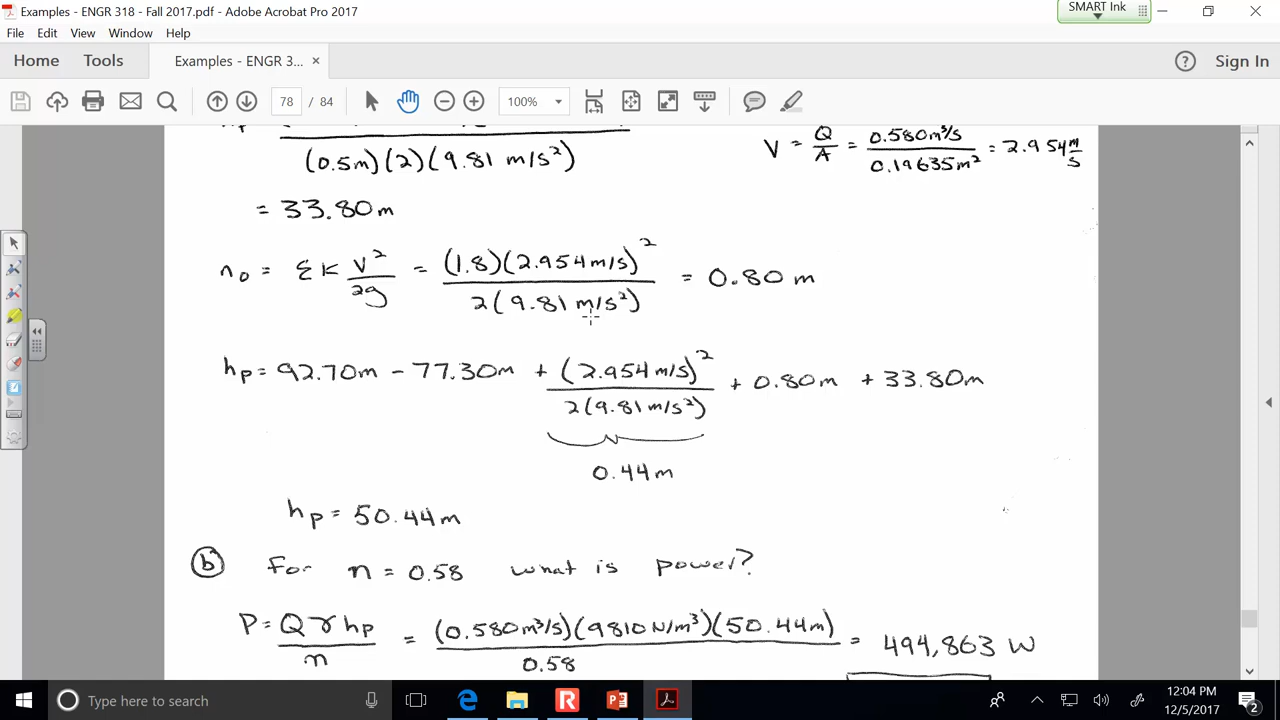 Examples - ENGR 318 - Fall 2017.pdf - Adobe Acrobat Pro 2017
SMART Ink
File Edit View Window Help
Home Tools Examples - ENGR 3... × ? Sign In
78 / 84 100%
(0.5m)(2)(9.81 m/s²)
V = Q/A = 0.580m³/s / 0.19635m² = 2.954 m/s
= 33.80m
h₀ = ΣK V²/2g = (1.8)(2.954m/s)² / 2(9.81 m/s²) = 0.80 m
hp = 92.70m - 77.30m + (2.954 m/s)² / 2(9.81m/s²) + 0.80m + 33.80m
0.44m
hp = 50.44m
(b) For n = 0.58 what is power?
P = Qγhp / n = (0.580m³/s)(9810N/m³)(50.44m) / 0.58 = 494,863 W
Type here to search
12:04 PM
12/5/2017
2